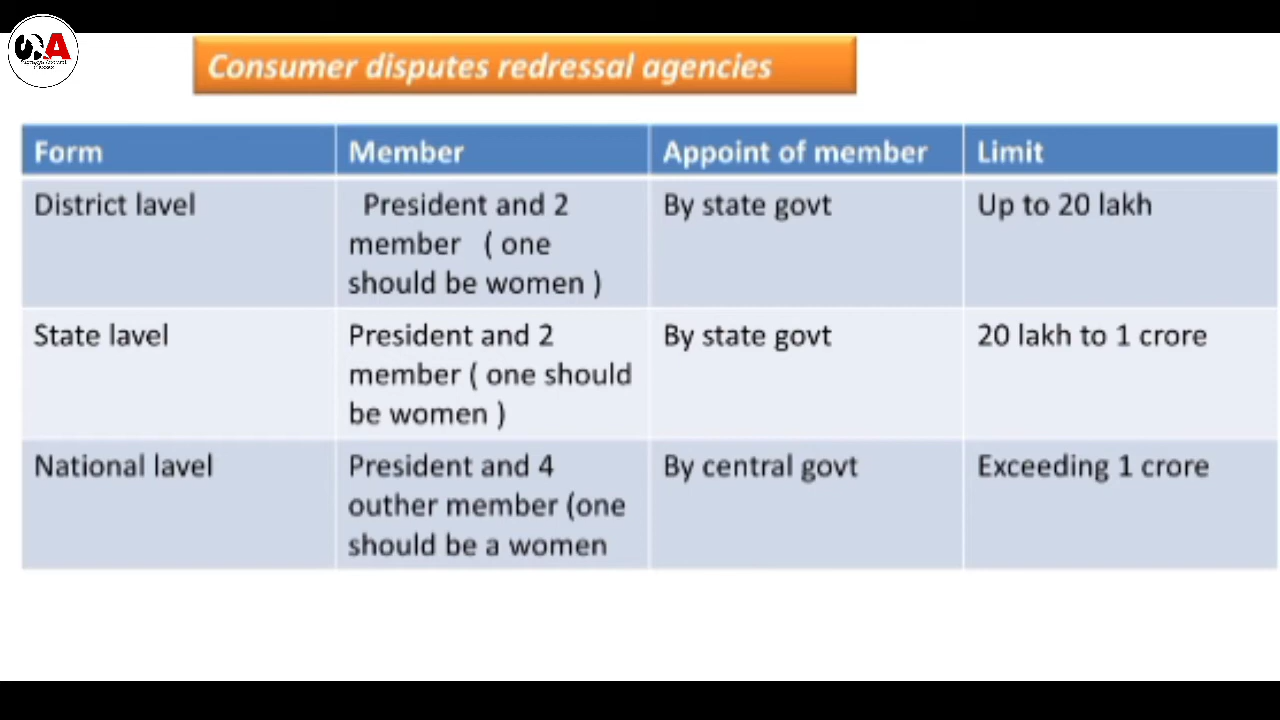 QA
Consumer disputes redressal agencies
Form Member Appoint of member Limit
District lavel President and 2 By state govt Up to 20 lakh
member ( one
should be women )
State lavel President and 2 By state govt 20 lakh to 1 crore
member ( one should
be women )
National lavel President and 4 By central govt Exceeding 1 crore
outher member (one
should be a women